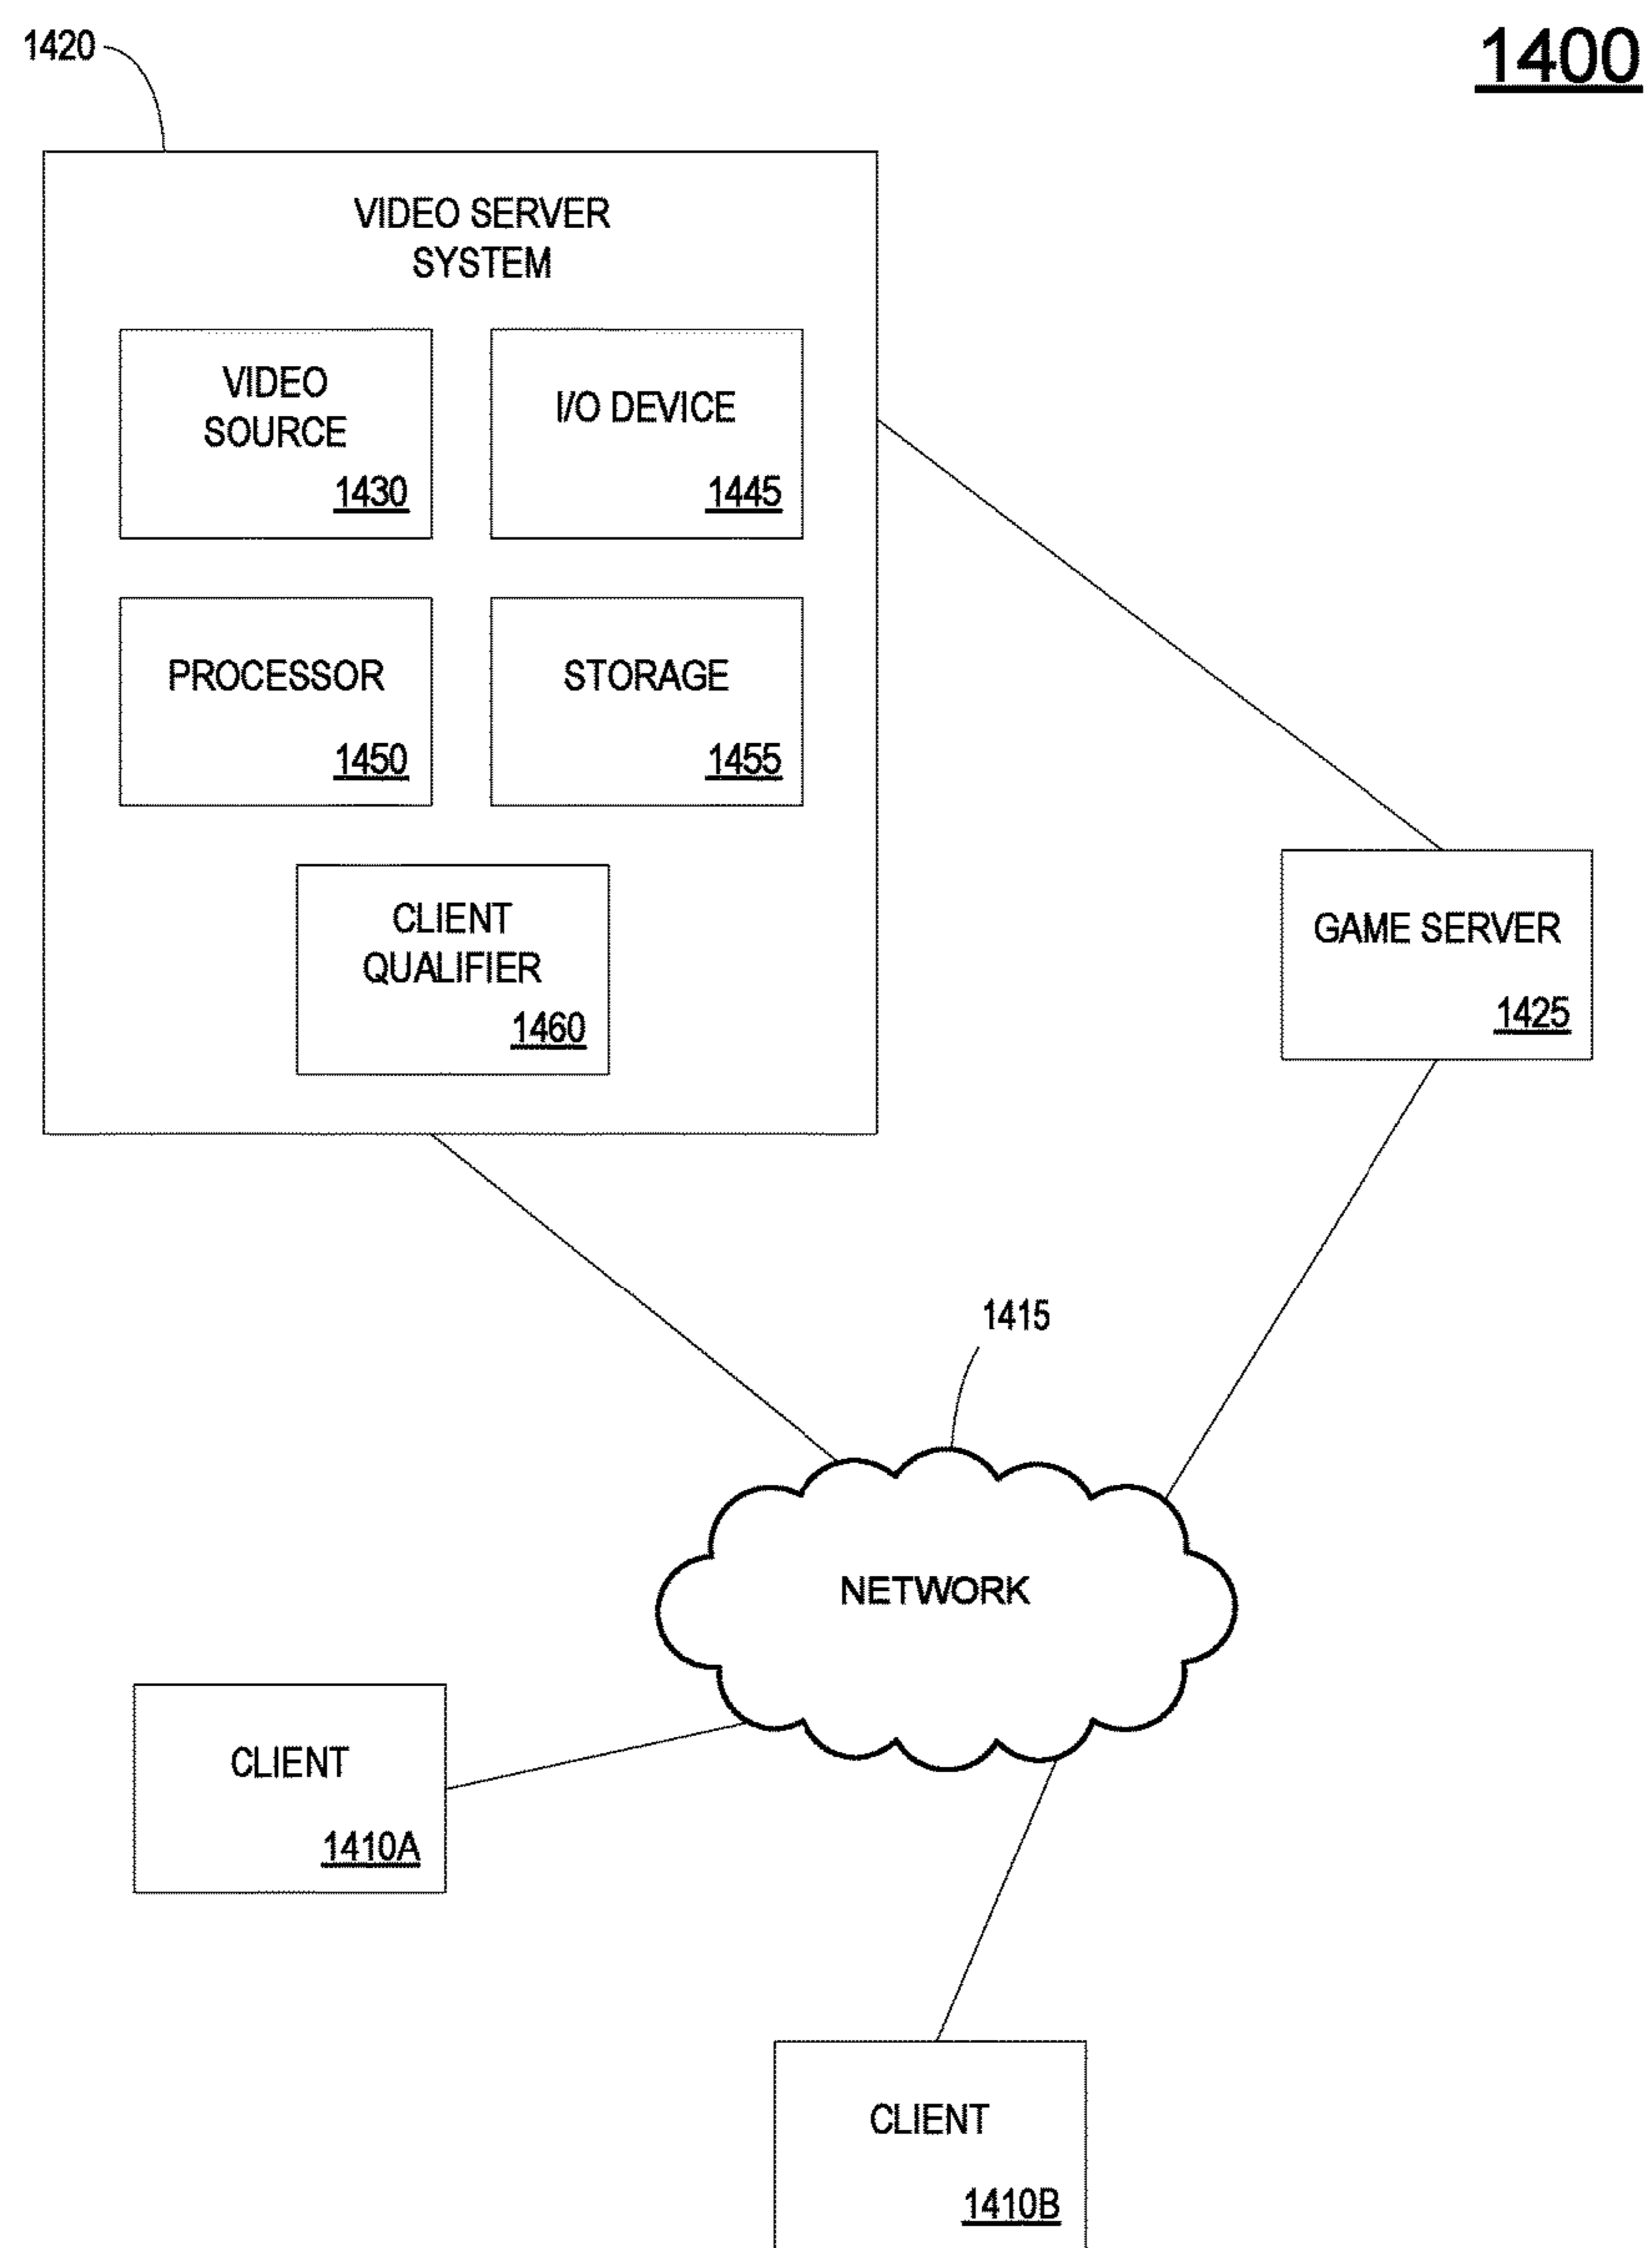 1420
1400
VIDEO SERVER
SYSTEM
VIDEO
SOURCE
1430
I/O DEVICE
1445
PROCESSOR
1450
STORAGE
1455
CLIENT
QUALIFIER
1460
GAME SERVER
1425
1415
NETWORK
CLIENT
1410A
CLIENT
1410B